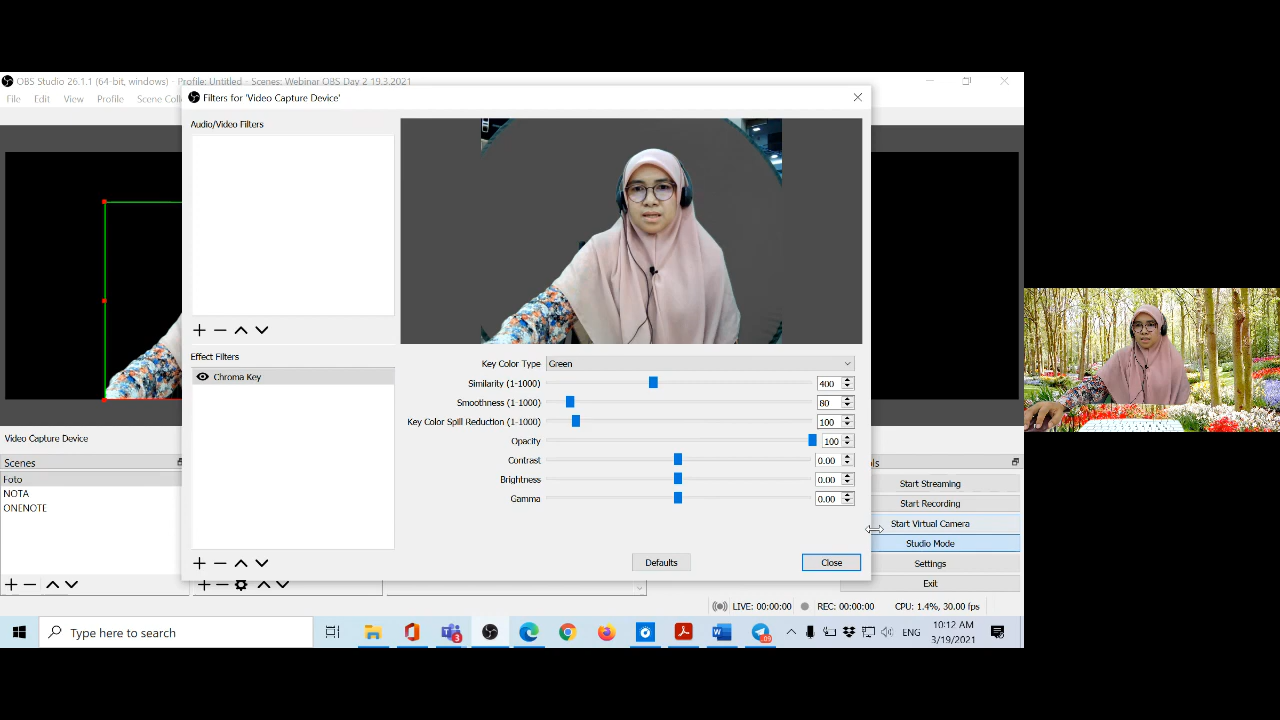 OBS Studio 26.1.1 (64-bit, windows) - Profile: Untitled - Scenes: Webinar OBS Day 2 19.3.2021
File Edit View Profile Scene Coll
Filters for 'Video Capture Device'
Audio/Video Filters
Effect Filters
Chroma Key
Key Color Type Green
Similarity (1-1000) 400
Smoothness (1-1000) 80
Key Color Spill Reduction (1-1000) 100
Opacity 100
Contrast 0.00
Brightness 0.00
Gamma 0.00
Defaults Close
Video Capture Device
Scenes
Foto
NOTA
ONENOTE
ls
Start Streaming
Start Recording
Start Virtual Camera
Studio Mode
Settings
Exit
LIVE: 00:00:00 REC: 00:00:00 CPU: 1.4%, 30.00 fps
Type here to search
3
ENG
10:12 AM
3/19/2021